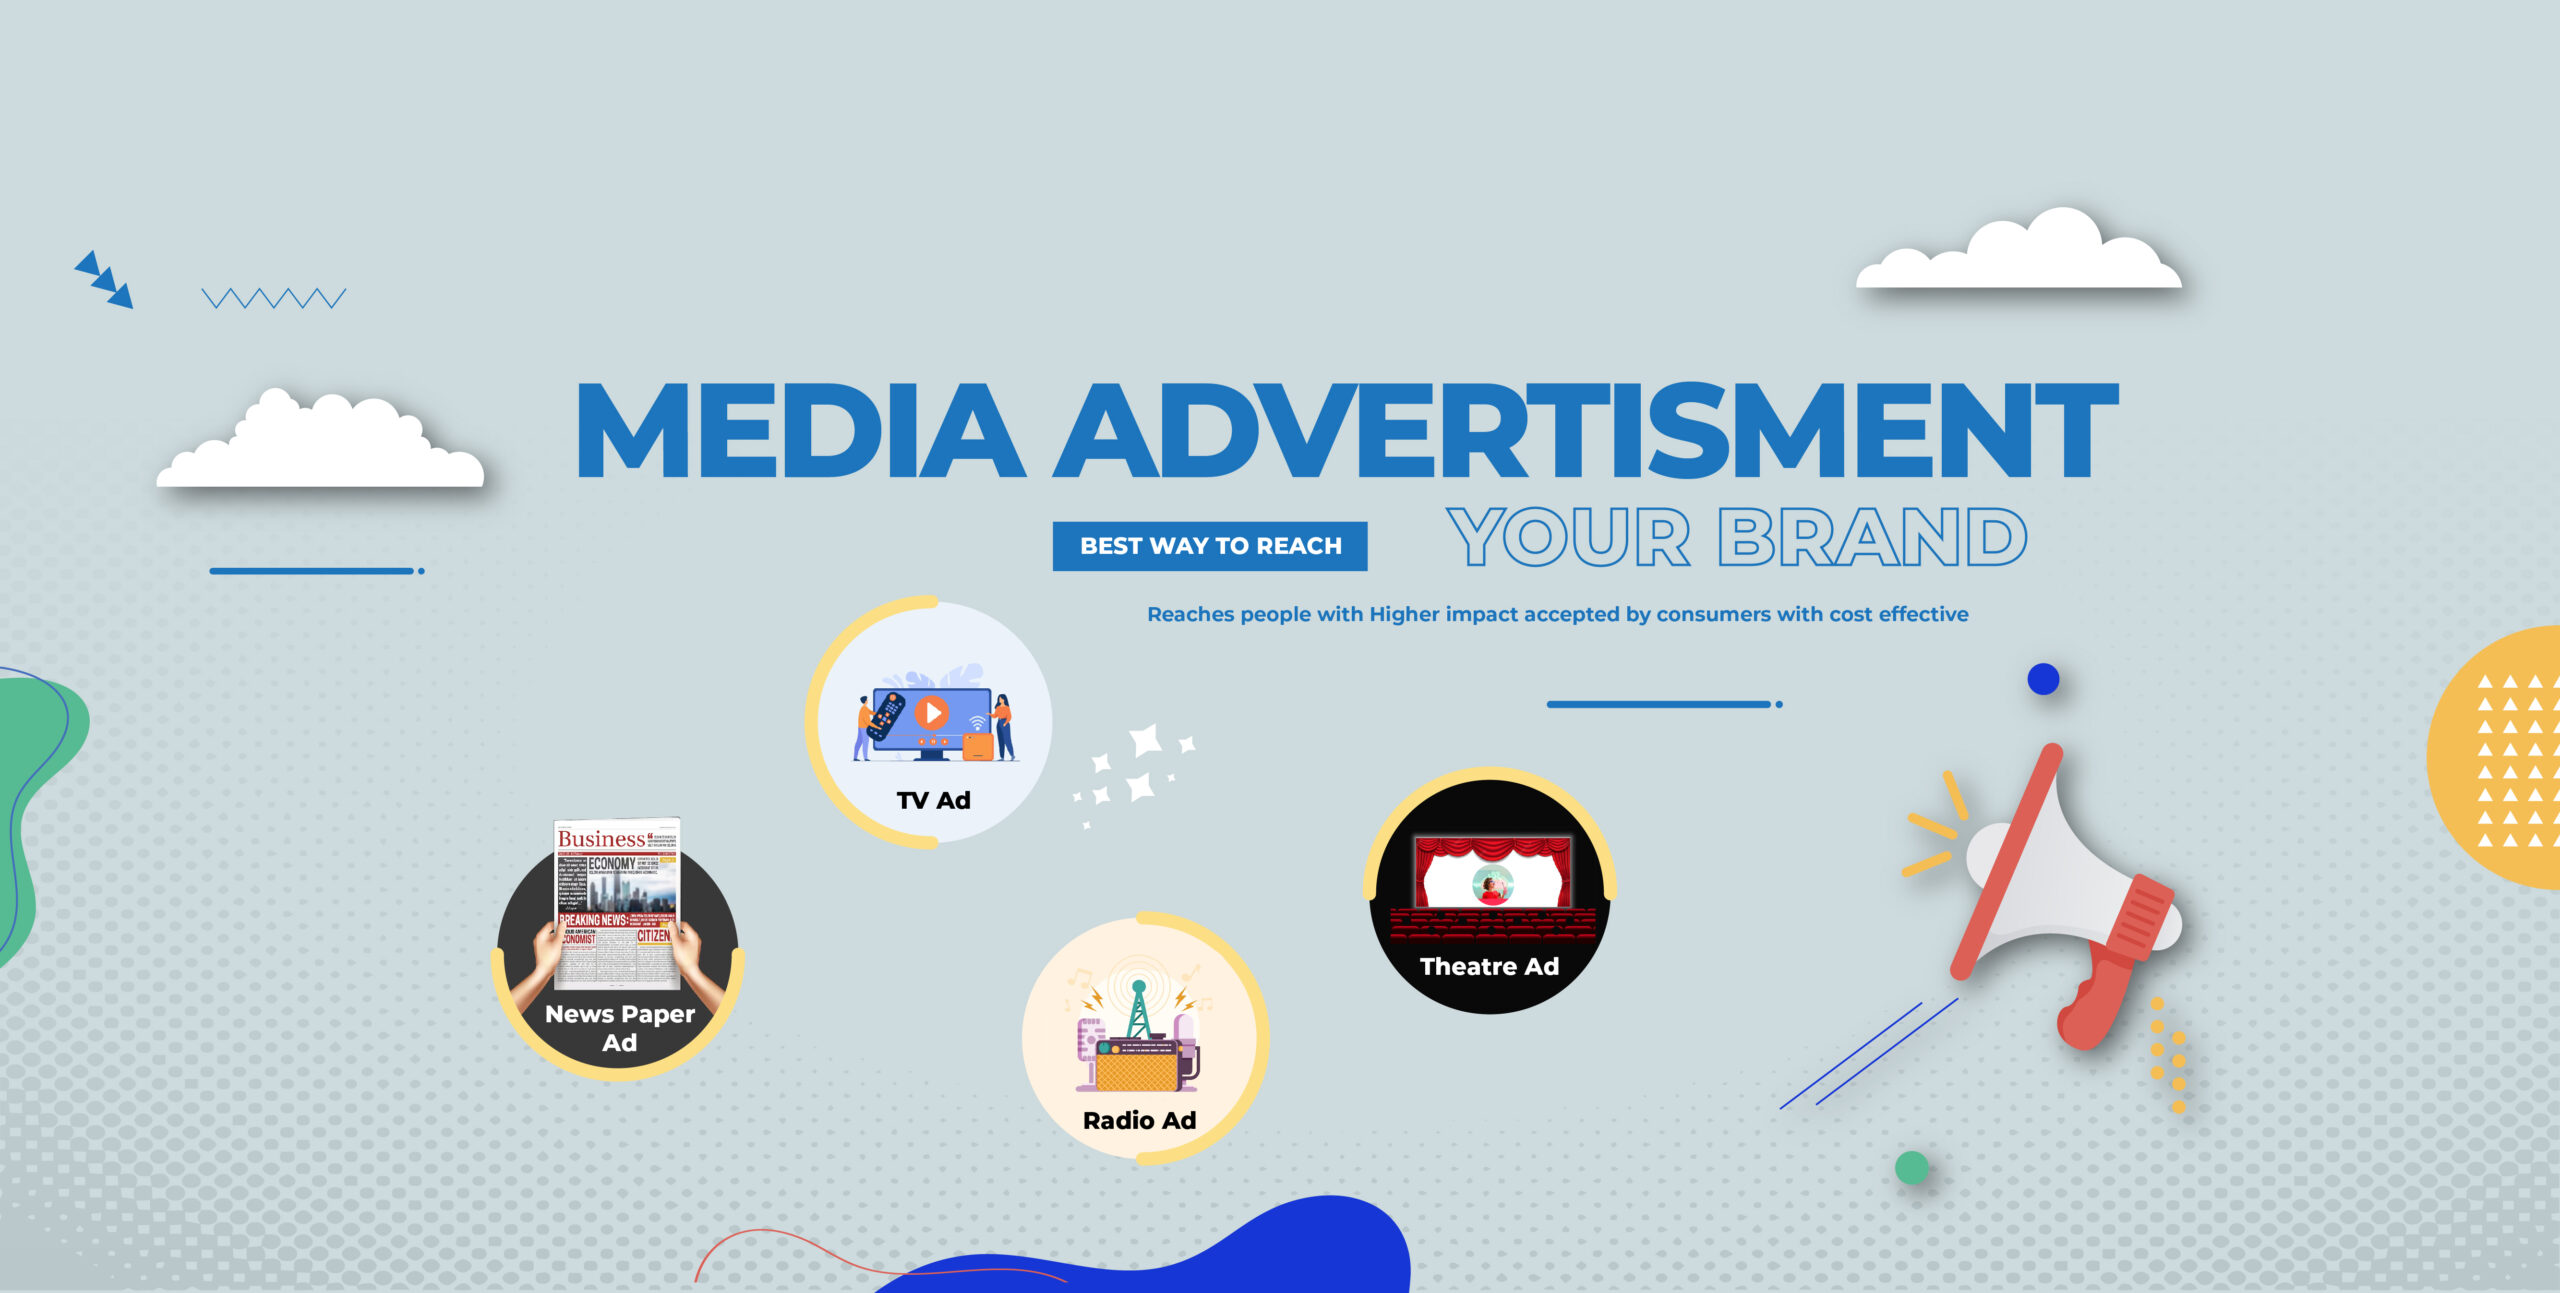 MEDIA ADVERTISMENT
BEST WAY TO REACH
YOUR BRAND
Reaches people with Higher impact accepted by consumers with cost effective
TV Ad
Business
ECONOMY
BREAKING NEWS:
CITIZEN
News Paper
Ad
Theatre Ad
Radio Ad